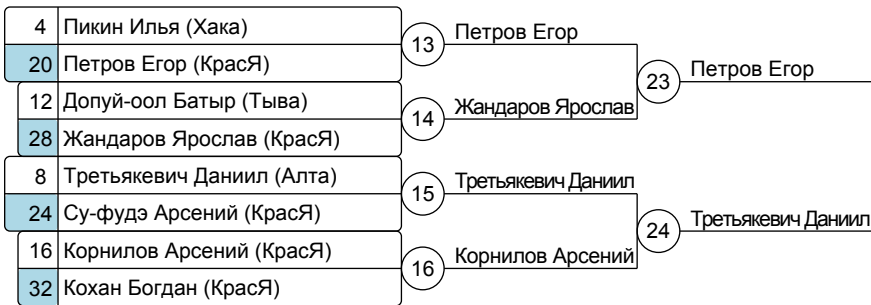 4 Пикин Илья (Хака)
20 Петров Егор (КрасЯ)
12 Допуй-оол Батыр (Тыва)
28 Жандаров Ярослав (КрасЯ)
8 Третьякевич Даниил (Алта)
24 Су-фудэ Арсений (КрасЯ)
16 Корнилов Арсений (КрасЯ)
32 Кохан Богдан (КрасЯ)
13 Петров Егор
14 Жандаров Ярослав
15 Третьякевич Даниил
16 Корнилов Арсений
23 Петров Егор
24 Третьякевич Даниил